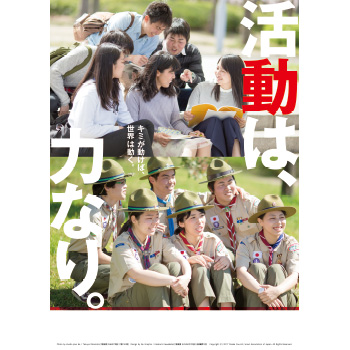 活動は、
力なり。
キミが動けば、
世界は動く。